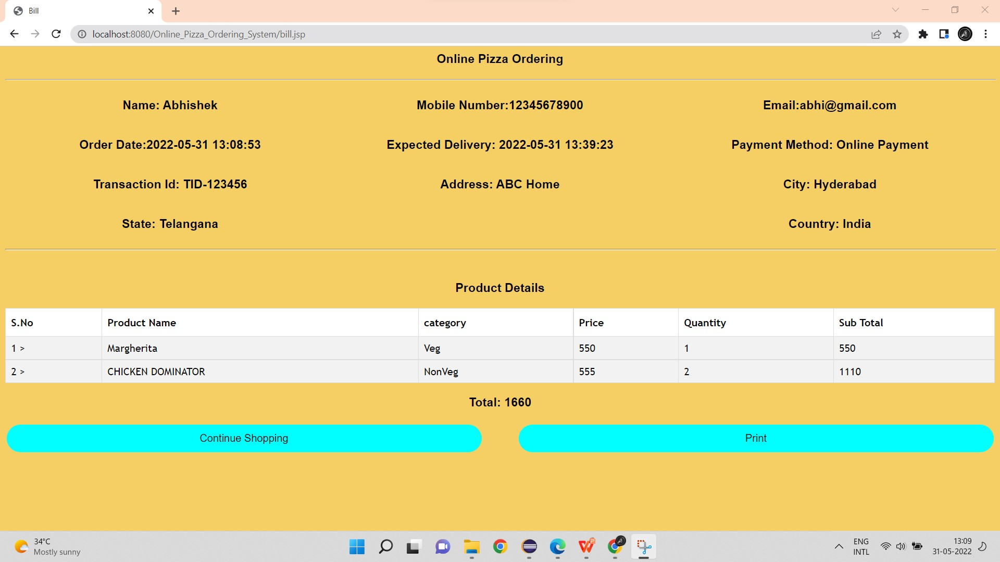 Bill
localhost:8080/Online_Pizza_Ordering_System/bill.jsp
Online Pizza Ordering
Name: Abhishek Mobile Number:12345678900 Email:abhi@gmail.com
Order Date:2022-05-31 13:08:53 Expected Delivery: 2022-05-31 13:39:23 Payment Method: Online Payment
Transaction Id: TID-123456 Address: ABC Home City: Hyderabad
State: Telangana Country: India
Product Details
S.No Product Name category Price Quantity Sub Total
1 > Margherita Veg 550 1 550
2 > CHICKEN DOMINATOR NonVeg 555 2 1110
Total: 1660
Continue Shopping Print
34°C
Mostly sunny
ENG
INTL
13:09
31-05-2022